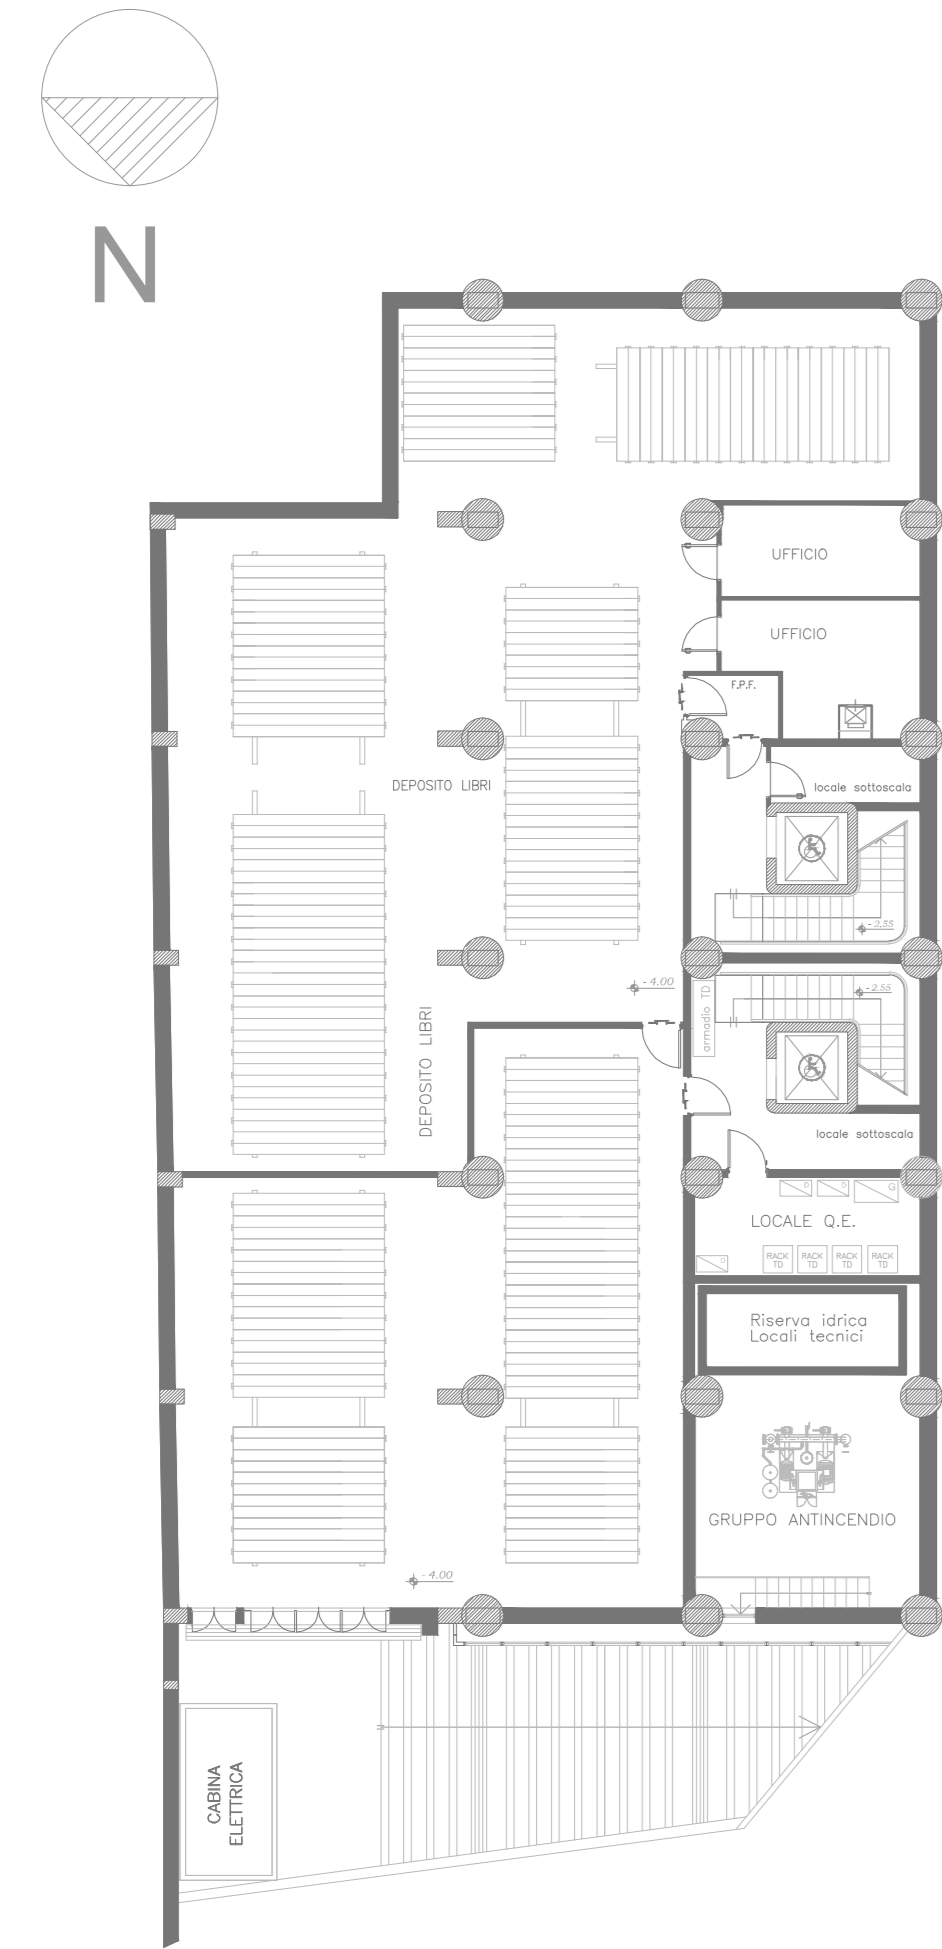 N
UFFICIO
UFFICIO
F.P.F.
DEPOSITO LIBRI
locale sottoscala
-2,55
-4.00
armadio TD
-2.55
DEPOSITO LIBRI
locale sottoscala
D
D
G
LOCALE Q.E.
D
RACK
TD
RACK
TD
RACK
TD
RACK
TD
Riserva idrica
Locali tecnici
GRUPPO ANTINCENDIO
-4.00
CABINA
ELETTRICA